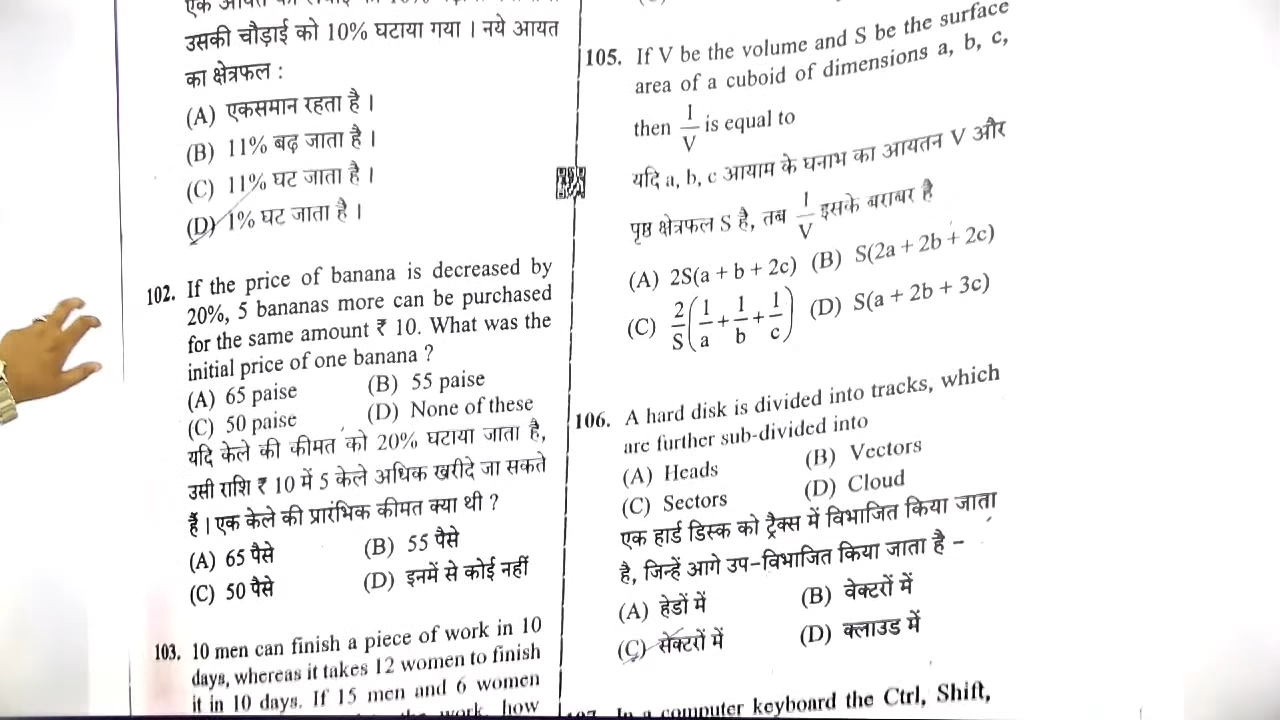 उसकी चौड़ाई को 10% घटाया गया । नये आयत
का क्षेत्रफल :
(A) एकसमान रहता है ।
(B) 11% बढ़ जाता है ।
(C) 11% घट जाता है ।
(D) 1% घट जाता है ।
102. If the price of banana is decreased by
20%, 5 bananas more can be purchased
for the same amount ₹ 10. What was the
initial price of one banana ?
(A) 65 paise (B) 55 paise
(C) 50 paise (D) None of these
यदि केले की कीमत को 20% घटाया जाता है,
उसी राशि ₹ 10 में 5 केले अधिक खरीदे जा सकते
हैं । एक केले की प्रारंभिक कीमत क्या थी ?
(A) 65 पैसे (B) 55 पैसे
(C) 50 पैसे (D) इनमें से कोई नहीं
103. 10 men can finish a piece of work in 10
days, whereas it takes 12 women to finish
it in 10 days. If 15 men and 6 women
work, how
105. If V be the volume and S be the surface
area of a cuboid of dimensions a, b, c,
then 1/V is equal to
यदि a, b, c आयाम के घनाभ का आयतन V और
पृष्ठ क्षेत्रफल S है, तब 1/V इसके बराबर है
(A) 2S(a + b + 2c) (B) S(2a + 2b + 2c)
(C) 2/S(1/a + 1/b + 1/c) (D) S(a + 2b + 3c)
106. A hard disk is divided into tracks, which
are further sub-divided into
(A) Heads (B) Vectors
(C) Sectors (D) Cloud
एक हार्ड डिस्क को ट्रैक्स में विभाजित किया जाता
है, जिन्हें आगे उप-विभाजित किया जाता है –
(A) हेडों में (B) वेक्टरों में
(C) सेक्टरों में (D) क्लाउड में
107. In a computer keyboard the Ctrl, Shift,